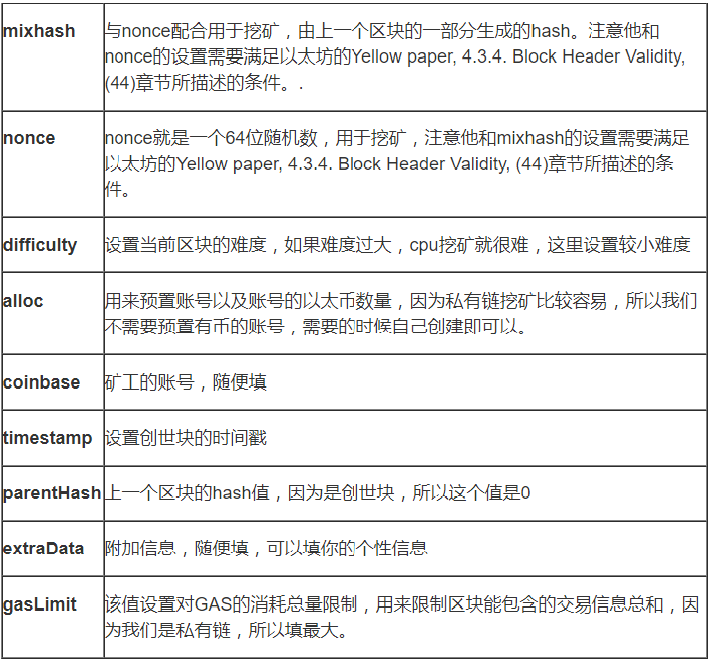 mixhash 与nonce配合用于挖矿，由上一个区块的一部分生成的hash。注意他和
nonce的设置需要满足以太坊的Yellow paper, 4.3.4. Block Header Validity,
(44)章节所描述的条件。.
nonce nonce就是一个64位随机数，用于挖矿，注意他和mixhash的设置需要满足
以太坊的Yellow paper, 4.3.4. Block Header Validity, (44)章节所描述的条
件。
difficulty 设置当前区块的难度，如果难度过大，cpu挖矿就很难，这里设置较小难度
alloc 用来预置账号以及账号的以太币数量，因为私有链挖矿比较容易，所以我们
不需要预置有币的账号，需要的时候自己创建即可以。
coinbase 矿工的账号，随便填
timestamp 设置创世块的时间戳
parentHash 上一个区块的hash值，因为是创世块，所以这个值是0
extraData 附加信息，随便填，可以填你的个性信息
gasLimit 该值设置对GAS的消耗总量限制，用来限制区块能包含的交易信息总和，因
为我们是私有链，所以填最大。